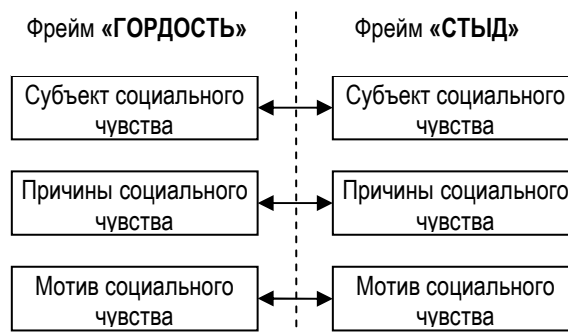 Фрейм «ГОРДОСТЬ»
Фрейм «СТЫД»
Субъект социального
чувства
Субъект социального
чувства
Причины социального
чувства
Причины социального
чувства
Мотив социального
чувства
Мотив социального
чувства